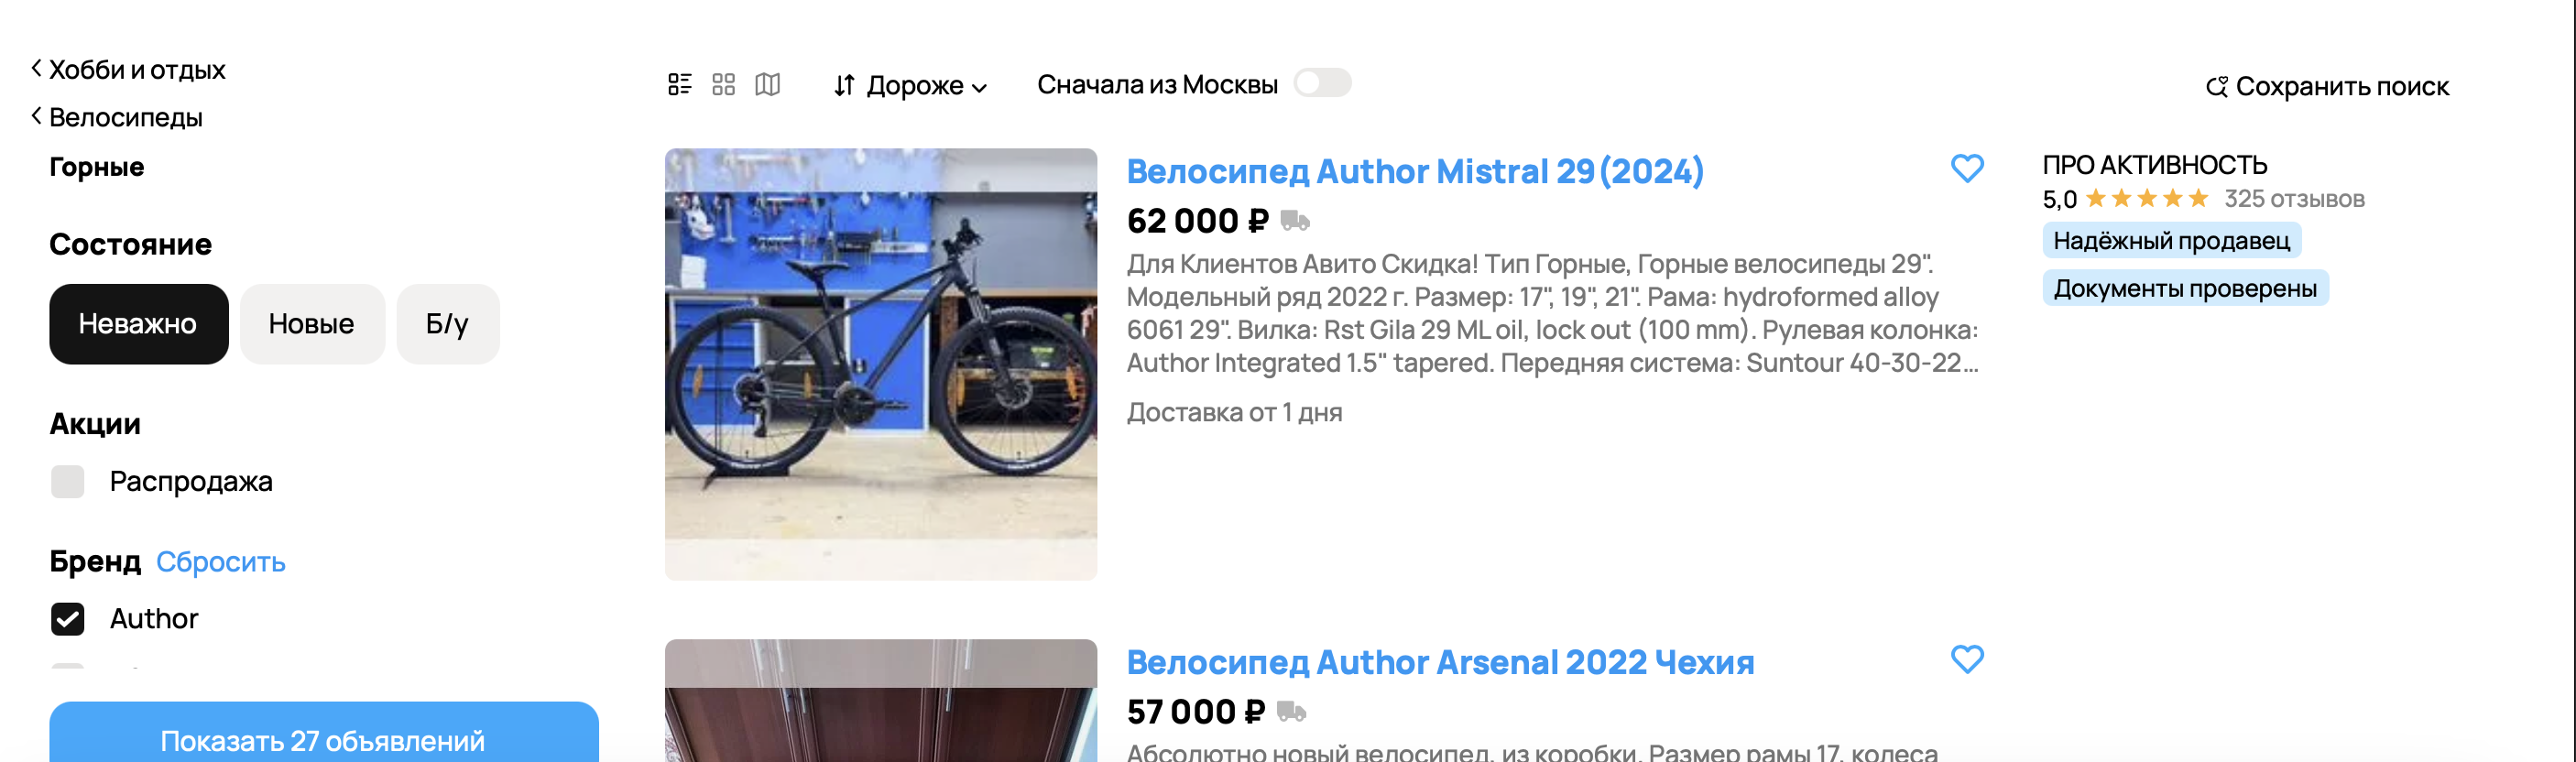 Хобби и отдых
Велосипеды
Горные
Состояние
Неважно Новые Б/у
Акции
Распродажа
Бренд Сбросить
Author
Показать 27 объявлений
Дороже Сначала из Москвы Сохранить поиск
Велосипед Author Mistral 29(2024)
62 000 ₽
Для Клиентов Авито Скидка! Тип Горные, Горные велосипеды 29".
Модельный ряд 2022 г. Размер: 17", 19", 21". Рама: hydroformed alloy
6061 29". Вилка: Rst Gila 29 ML oil, lock out (100 mm). Рулевая колонка:
Author Integrated 1.5" tapered. Передняя система: Suntour 40-30-22...
Доставка от 1 дня
ПРО АКТИВНОСТЬ
5,0 325 отзывов
Надёжный продавец
Документы проверены
Велосипед Author Arsenal 2022 Чехия
57 000 ₽
Абсолютно новый велосипед, из коробки. Размер рамы 17, колеса